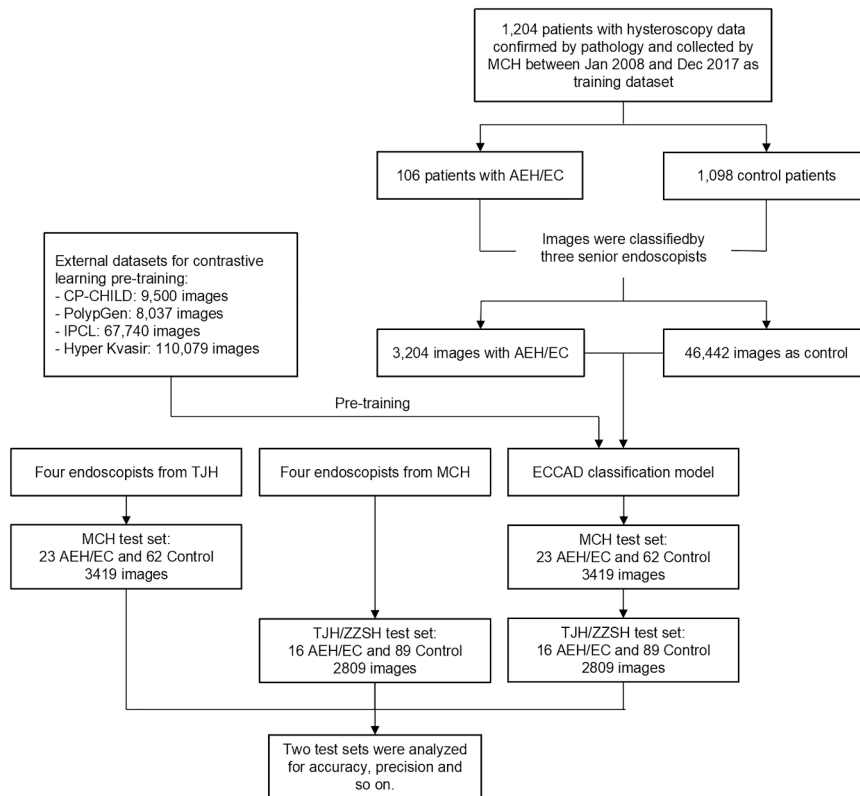 1,204 patients with hysteroscopy data
confirmed by pathology and collected by
MCH between Jan 2008 and Dec 2017 as
training dataset
106 patients with AEH/EC
1,098 control patients
Images were classifiedby
three senior endoscopists
External datasets for contrastive
learning pre-training:
- CP-CHILD: 9,500 images
- PolypGen: 8,037 images
- IPCL: 67,740 images
- Hyper Kvasir: 110,079 images
3,204 images with AEH/EC
46,442 images as control
Pre-training
Four endoscopists from TJH
Four endoscopists from MCH
ECCAD classification model
MCH test set:
23 AEH/EC and 62 Control
3419 images
MCH test set:
23 AEH/EC and 62 Control
3419 images
TJH/ZZSH test set:
16 AEH/EC and 89 Control
2809 images
TJH/ZZSH test set:
16 AEH/EC and 89 Control
2809 images
Two test sets were analyzed
for accuracy, precision and
so on.